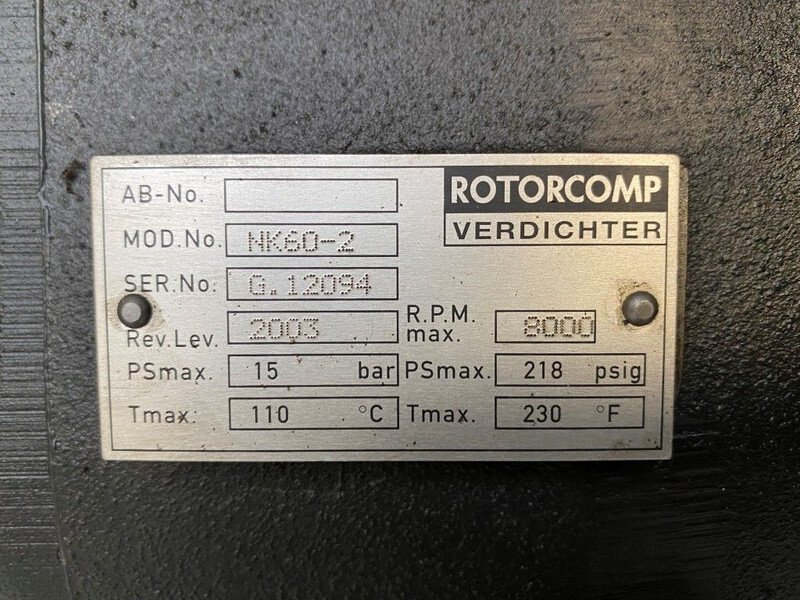 ROTORCOMP
VERDICHTER
AB-No.
MOD.No. NK60-2
SER.No. G.12094
Rev.Lev. 2003 R.P.M. max. 8000
PSmax. 15 bar PSmax. 218 psig
Tmax. 110 °C Tmax. 230 °F